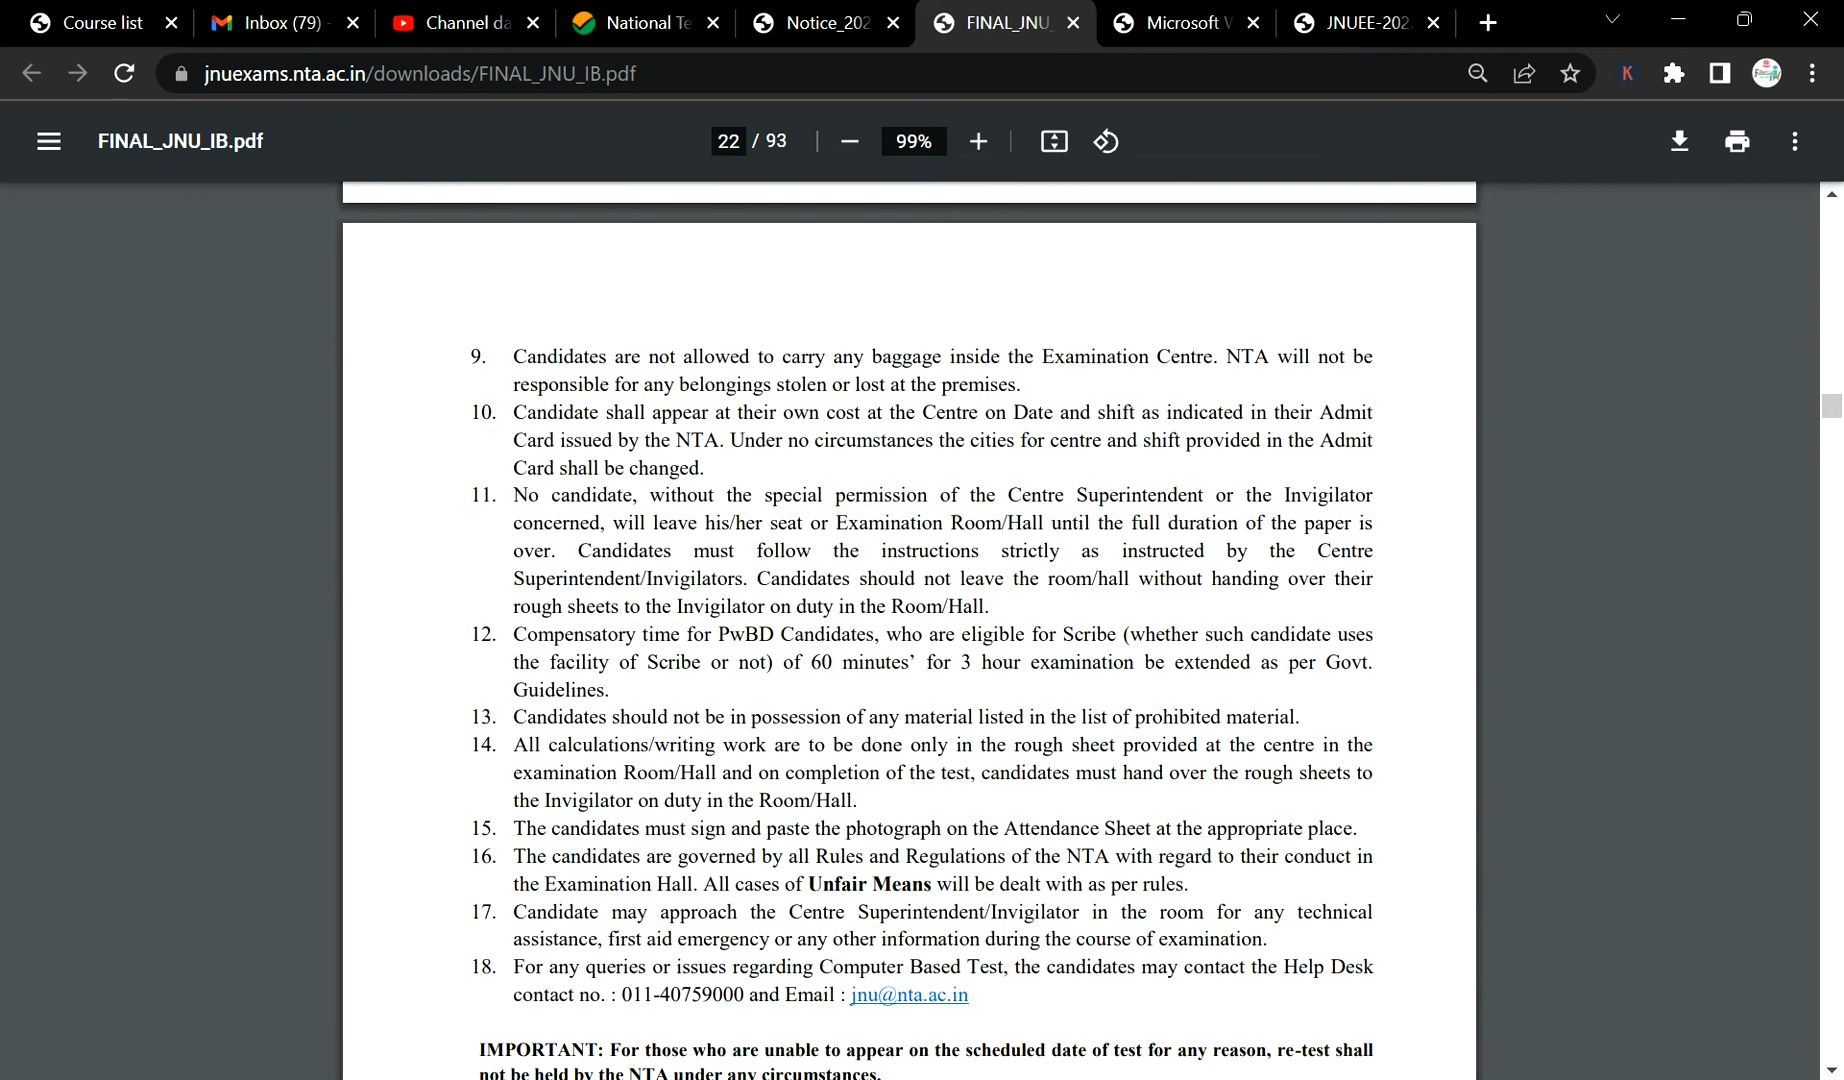 Course list
Inbox (79) -
Channel da
National Te
Notice_202
FINAL_JNU_
Microsoft W
JNUEE-202
jnuexams.nta.ac.in/downloads/FINAL_JNU_IB.pdf
K
FINAL_JNU_IB.pdf
22 / 93
99%
9. Candidates are not allowed to carry any baggage inside the Examination Centre. NTA will not be
responsible for any belongings stolen or lost at the premises.
10. Candidate shall appear at their own cost at the Centre on Date and shift as indicated in their Admit
Card issued by the NTA. Under no circumstances the cities for centre and shift provided in the Admit
Card shall be changed.
11. No candidate, without the special permission of the Centre Superintendent or the Invigilator
concerned, will leave his/her seat or Examination Room/Hall until the full duration of the paper is
over. Candidates must follow the instructions strictly as instructed by the Centre
Superintendent/Invigilators. Candidates should not leave the room/hall without handing over their
rough sheets to the Invigilator on duty in the Room/Hall.
12. Compensatory time for PwBD Candidates, who are eligible for Scribe (whether such candidate uses
the facility of Scribe or not) of 60 minutes’ for 3 hour examination be extended as per Govt.
Guidelines.
13. Candidates should not be in possession of any material listed in the list of prohibited material.
14. All calculations/writing work are to be done only in the rough sheet provided at the centre in the
examination Room/Hall and on completion of the test, candidates must hand over the rough sheets to
the Invigilator on duty in the Room/Hall.
15. The candidates must sign and paste the photograph on the Attendance Sheet at the appropriate place.
16. The candidates are governed by all Rules and Regulations of the NTA with regard to their conduct in
the Examination Hall. All cases of Unfair Means will be dealt with as per rules.
17. Candidate may approach the Centre Superintendent/Invigilator in the room for any technical
assistance, first aid emergency or any other information during the course of examination.
18. For any queries or issues regarding Computer Based Test, the candidates may contact the Help Desk
contact no. : 011-40759000 and Email : jnu@nta.ac.in
IMPORTANT: For those who are unable to appear on the scheduled date of test for any reason, re-test shall
not be held by the NTA under any circumstances.